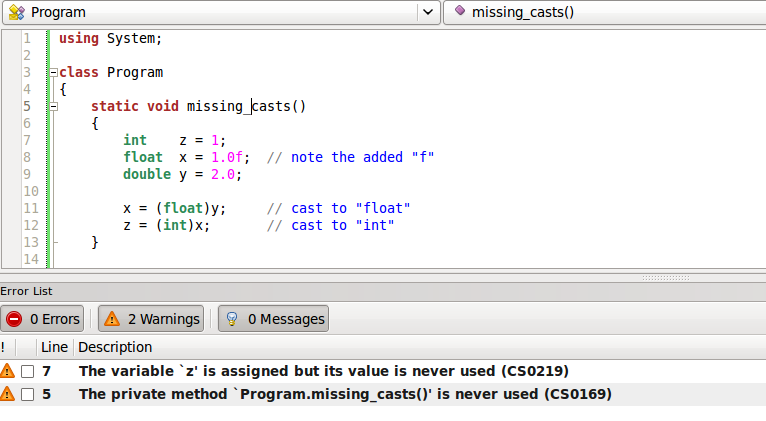 Program missing_casts()
1 using System;
2
3 class Program
4 {
5 static void missing_casts()
6 {
7 int z = 1;
8 float x = 1.0f; // note the added "f"
9 double y = 2.0;
10
11 x = (float)y; // cast to "float"
12 z = (int)x; // cast to "int"
13 }
14
Error List
0 Errors 2 Warnings 0 Messages
! Line Description
7 The variable `z' is assigned but its value is never used (CS0219)
5 The private method `Program.missing_casts()' is never used (CS0169)